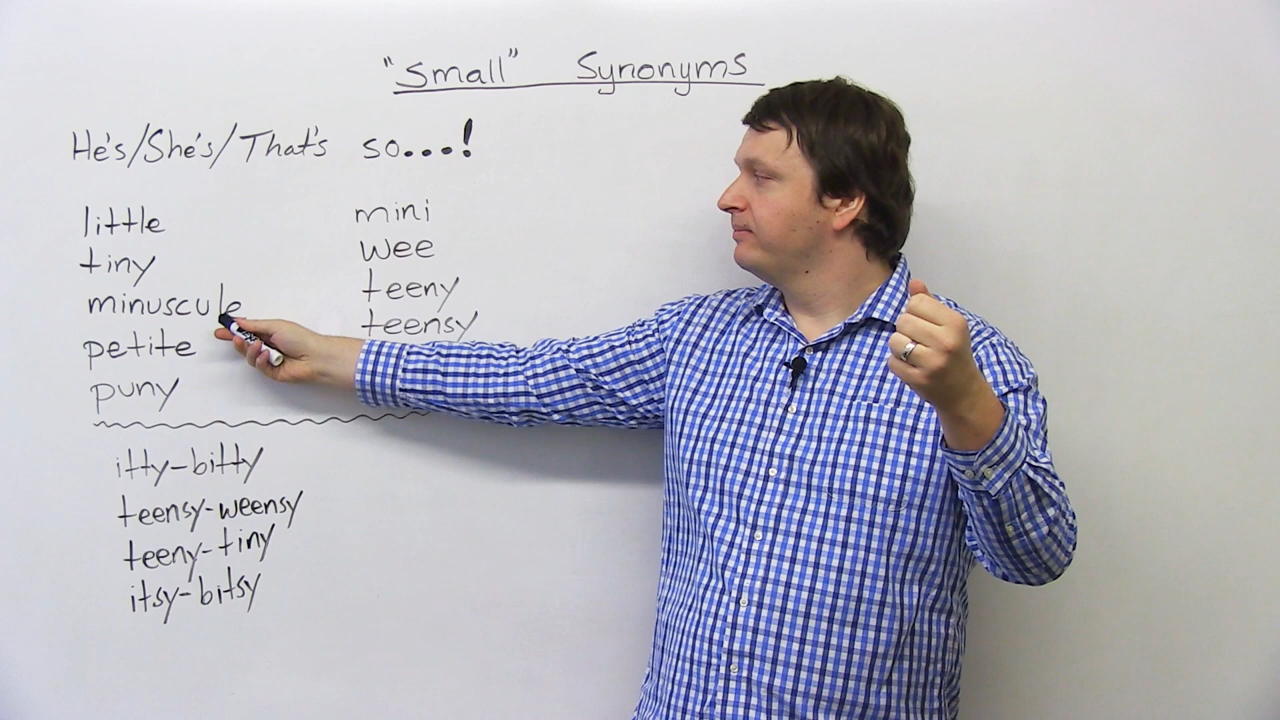 "Small" Synonyms
He's/She's/That's so...!
little
tiny
minuscule
petite
puny
mini
wee
teeny
teensy
itty-bitty
teensy-weensy
teeny-tiny
itsy-bitsy